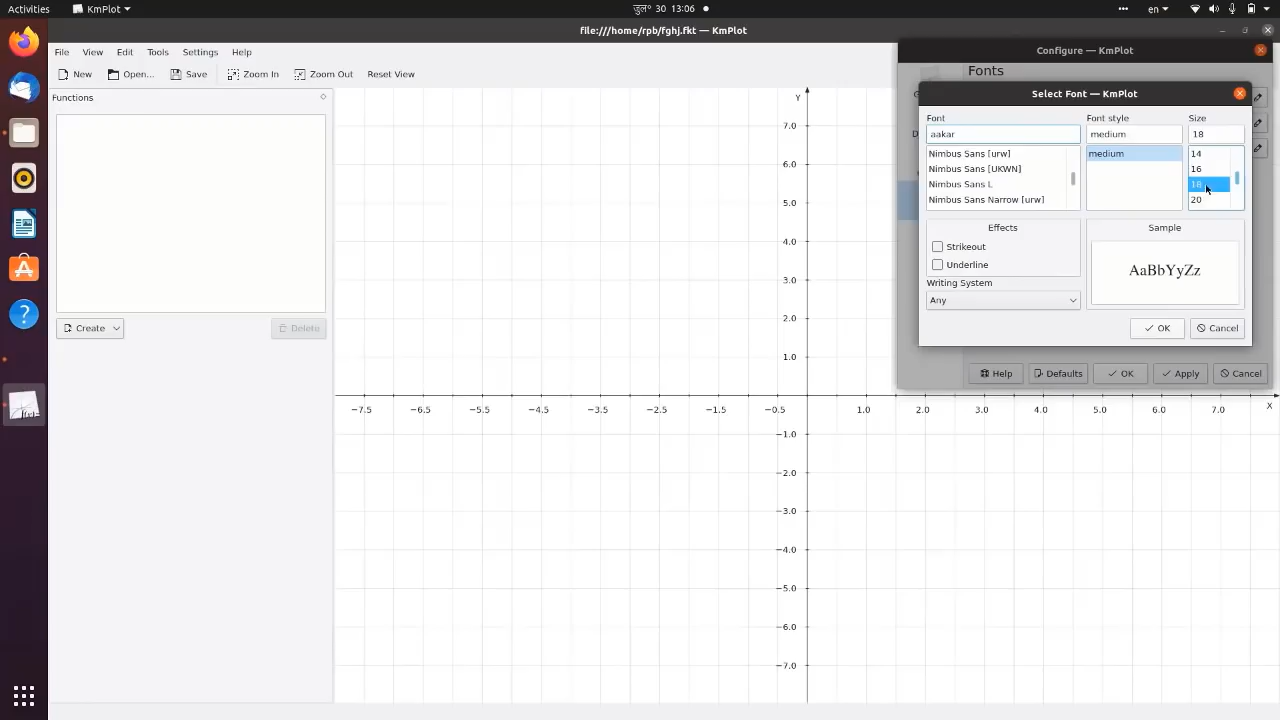 Activities
KmPlot
जुल॰ 30 13:06
en
file:///home/rpb/fghj.fkt — KmPlot
File View Edit Tools Settings Help
New Open... Save Zoom In Zoom Out Reset View
Functions
Create
Delete
Configure — KmPlot
Fonts
Select Font — KmPlot
Font Font style Size
aakar medium 18
Nimbus Sans [urw] medium 14
Nimbus Sans [UKWN] 16
Nimbus Sans L 18
Nimbus Sans Narrow [urw] 20
Effects
Strikeout
Underline
Writing System
Any
Sample
AaBbYyZz
OK Cancel
Help Defaults OK Apply Cancel
Y
7.0
6.0
5.0
4.0
3.0
2.0
1.0
X
−7.5 −6.5 −5.5 −4.5 −3.5 −2.5 −1.5 −0.5 1.0 2.0 3.0 4.0 5.0 6.0 7.0
−1.0
−2.0
−3.0
−4.0
−5.0
−6.0
−7.0